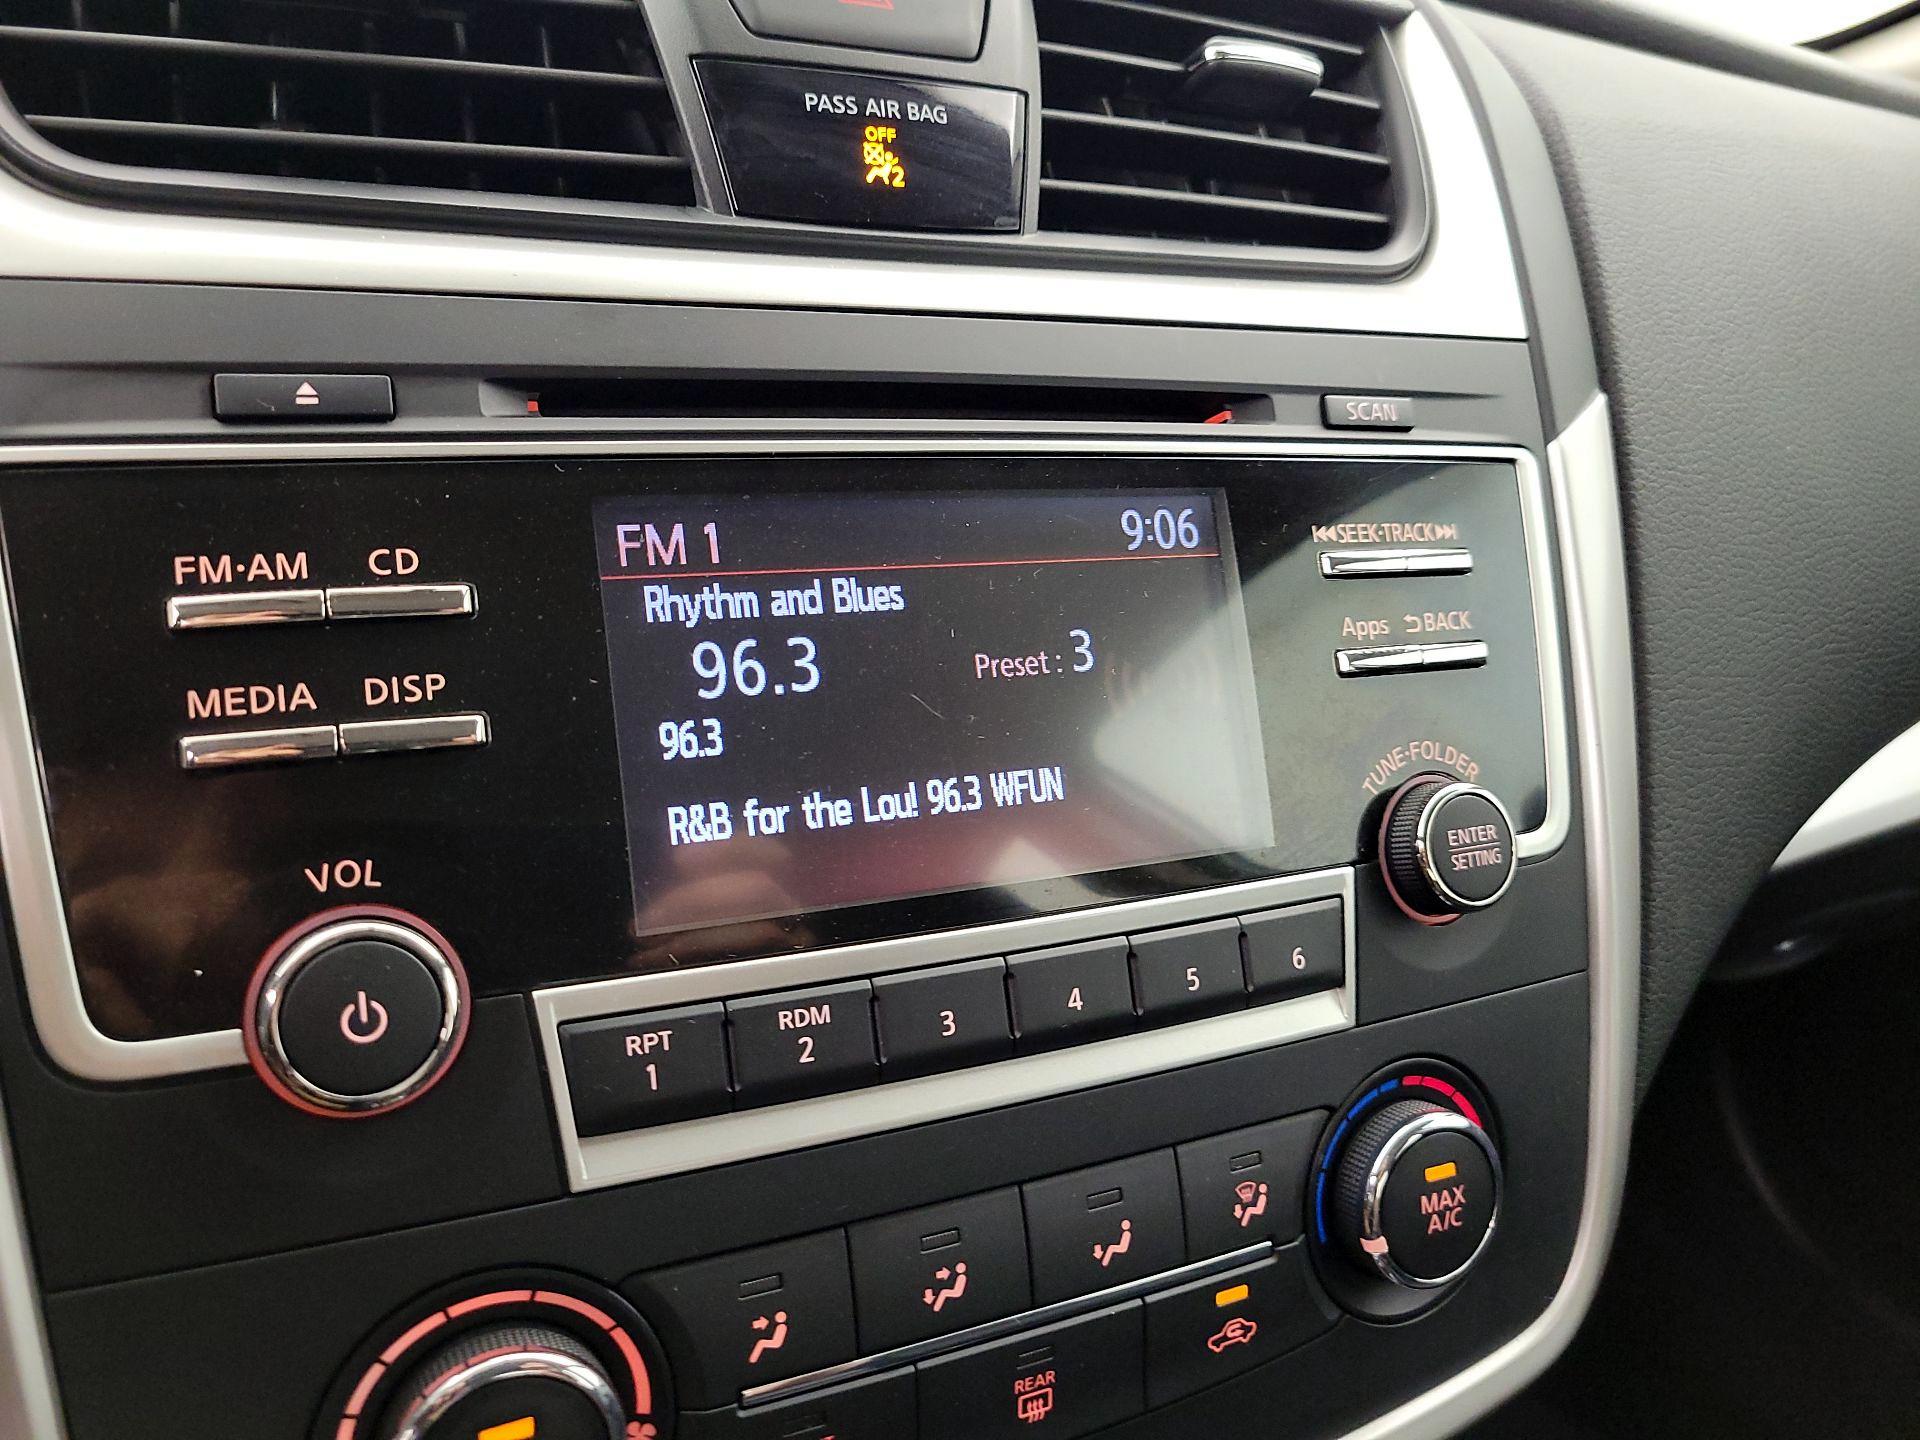 PASS AIR BAG
OFF
2
SCAN
FM·AM
CD
MEDIA
DISP
VOL
FM 1
9:06
Rhythm and Blues
96.3
Preset : 3
96.3
R&B for the Lou! 96.3 WFUN
SEEK·TRACK
Apps
BACK
TUNE·FOLDER
ENTER
SETTING
RPT
1
RDM
2
3
4
5
6
MAX
A/C
REAR